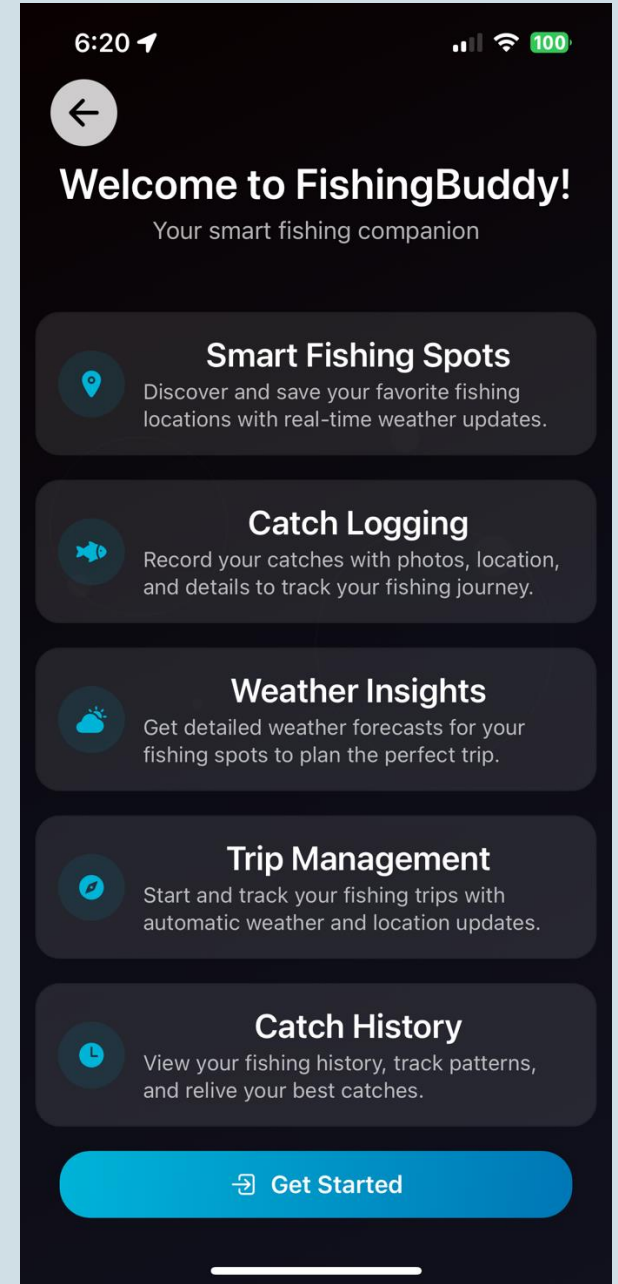 6:20
100
Welcome to FishingBuddy!
Your smart fishing companion
Smart Fishing Spots
Discover and save your favorite fishing
locations with real-time weather updates.
Catch Logging
Record your catches with photos, location,
and details to track your fishing journey.
Weather Insights
Get detailed weather forecasts for your
fishing spots to plan the perfect trip.
Trip Management
Start and track your fishing trips with
automatic weather and location updates.
Catch History
View your fishing history, track patterns,
and relive your best catches.
Get Started